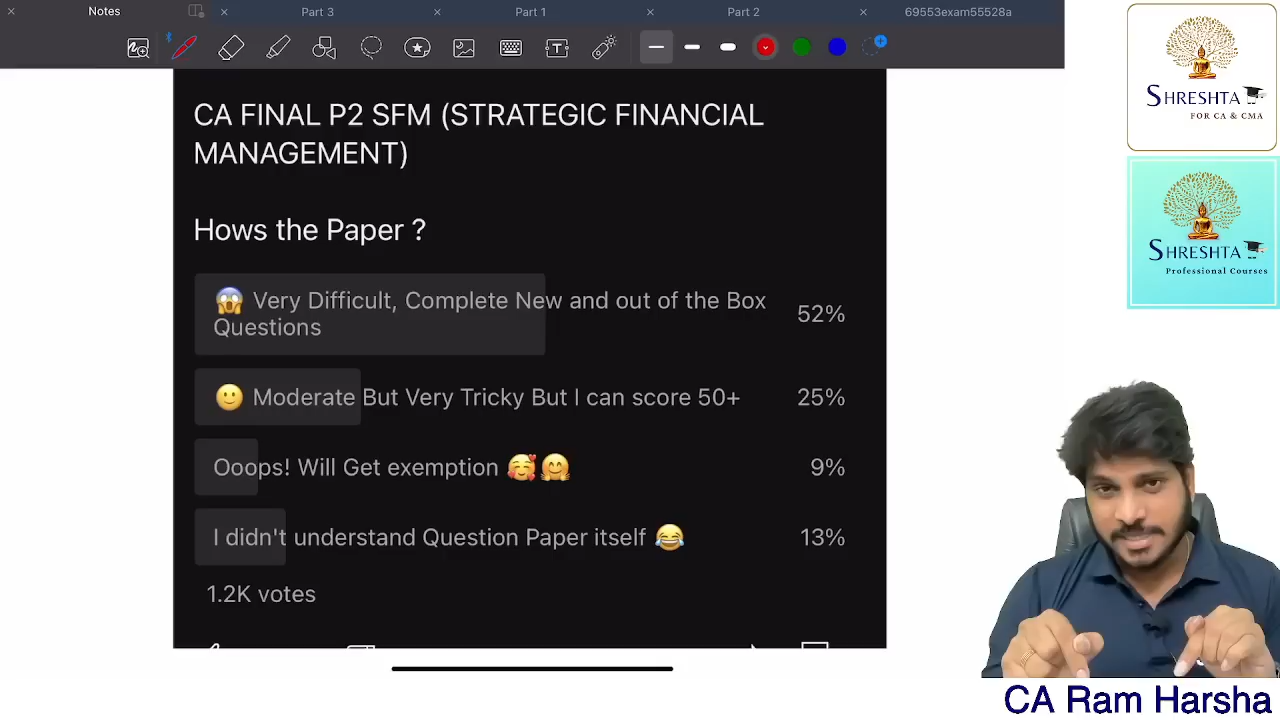 Notes
Part 3
Part 1
Part 2
69553exam55528a
CA FINAL P2 SFM (STRATEGIC FINANCIAL
MANAGEMENT)
Hows the Paper ?
😱 Very Difficult, Complete New and out of the Box
Questions
52%
🙂 Moderate But Very Tricky But I can score 50+
25%
Ooops! Will Get exemption 🥰🤗
9%
I didn't understand Question Paper itself 😂
13%
1.2K votes
SHRESHTA
FOR CA & CMA
SHRESHTA
Professional Courses
CA Ram Harsha